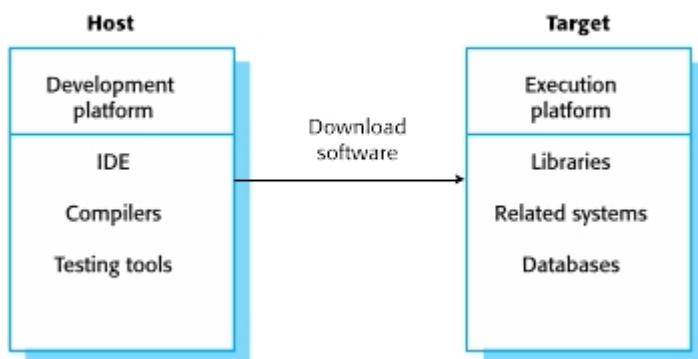 Host
Development
platform
IDE
Compilers
Testing tools
Download
software
Target
Execution
platform
Libraries
Related systems
Databases